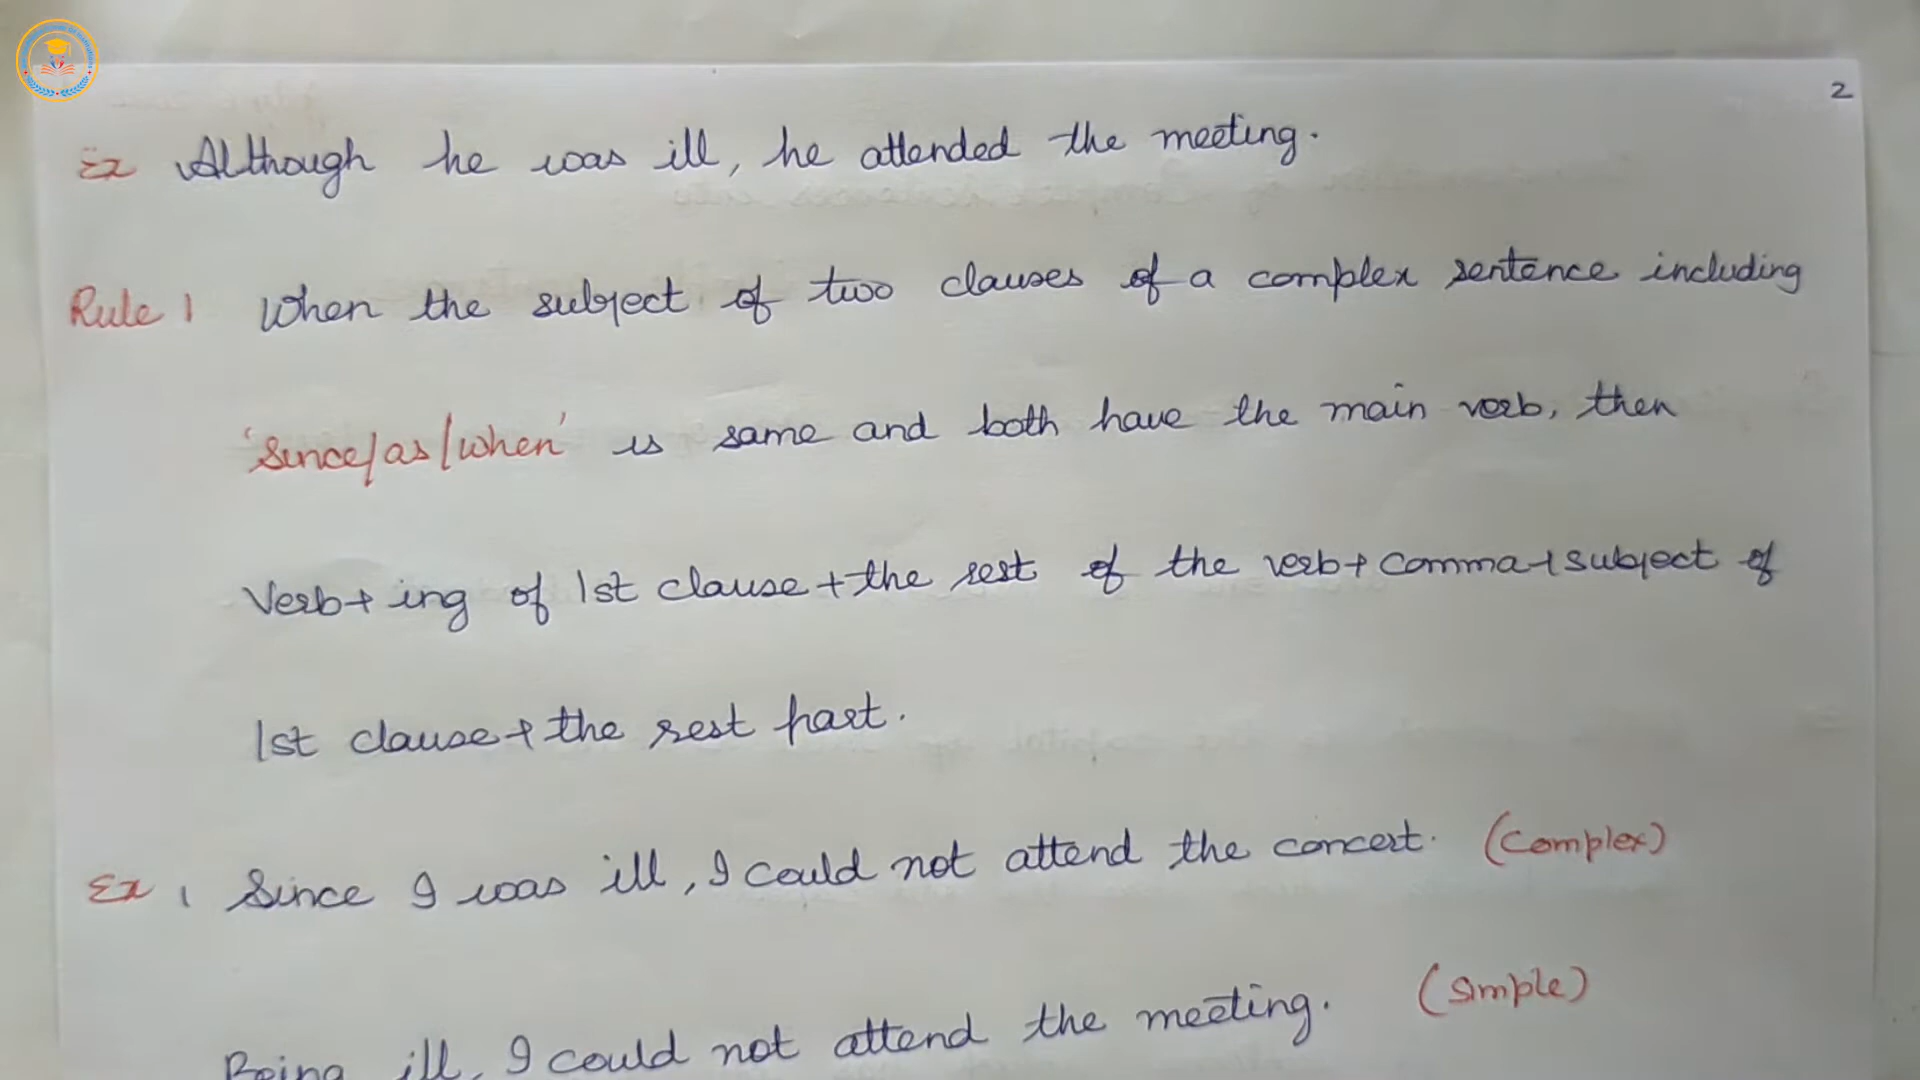 2
Ex Although he was ill, he attended the meeting.
Rule 1 When the subject of two clauses of a complex sentence including
'Since/as/when' is same and both have the main verb, then
Verb+ing of 1st clause+the rest of the verb+comma+subject of
1st clause+the rest part.
Ex 1 Since I was ill, I could not attend the concert. (Complex)
Being ill, I could not attend the meeting. (Simple)